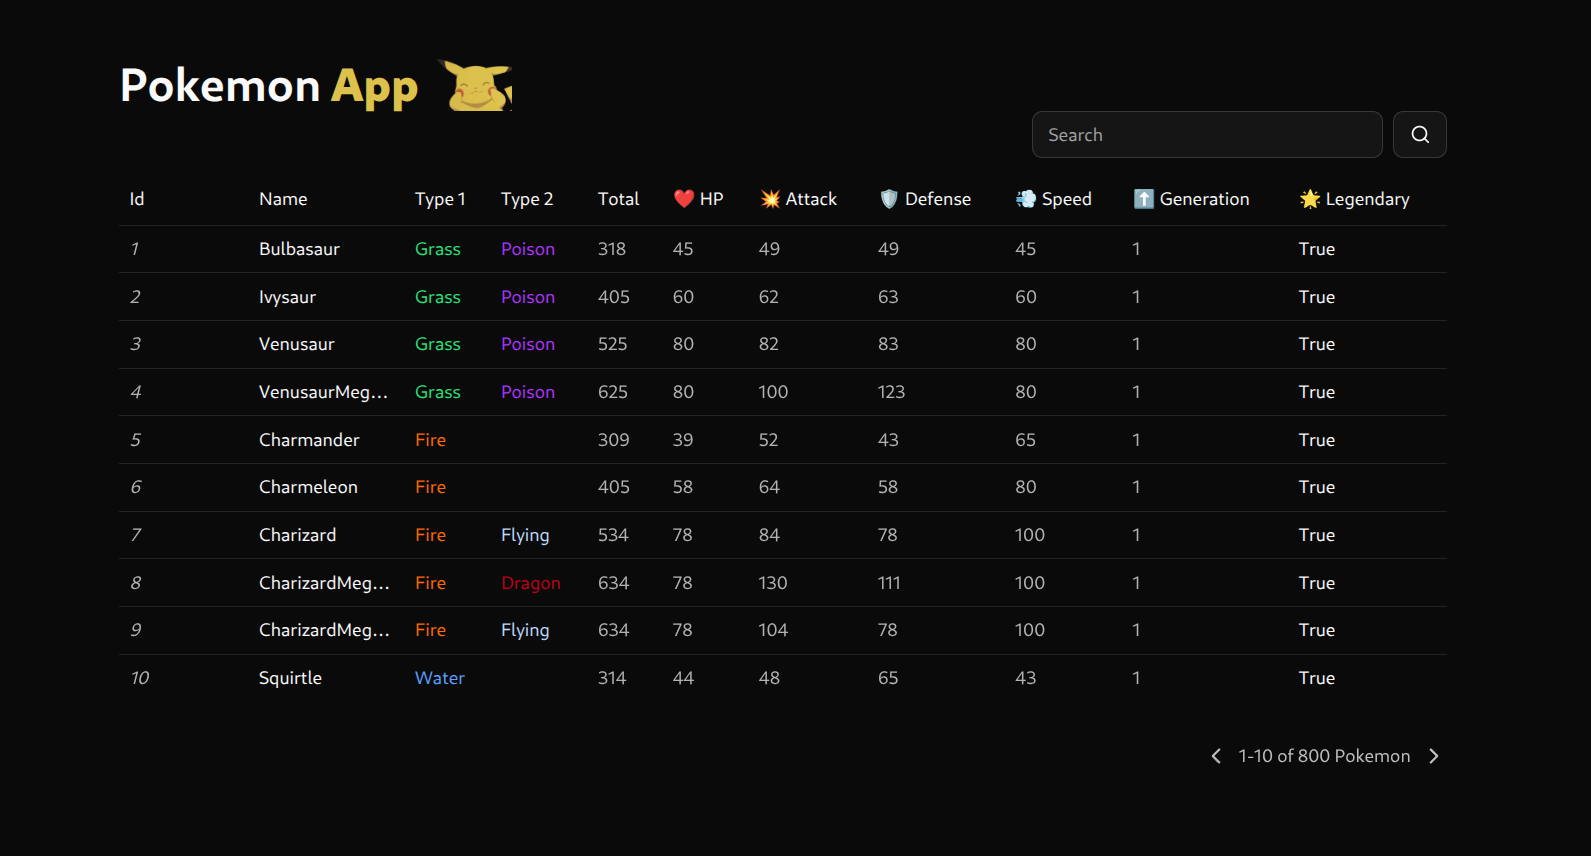 Pokemon App
Search
Id Name Type 1 Type 2 Total ❤️ HP 💥 Attack 🛡️ Defense 💨 Speed ⬆️ Generation 🌟 Legendary
1 Bulbasaur Grass Poison 318 45 49 49 45 1 True
2 Ivysaur Grass Poison 405 60 62 63 60 1 True
3 Venusaur Grass Poison 525 80 82 83 80 1 True
4 VenusaurMeg... Grass Poison 625 80 100 123 80 1 True
5 Charmander Fire 309 39 52 43 65 1 True
6 Charmeleon Fire 405 58 64 58 80 1 True
7 Charizard Fire Flying 534 78 84 78 100 1 True
8 CharizardMeg... Fire Dragon 634 78 130 111 100 1 True
9 CharizardMeg... Fire Flying 634 78 104 78 100 1 True
10 Squirtle Water 314 44 48 65 43 1 True
1-10 of 800 Pokemon